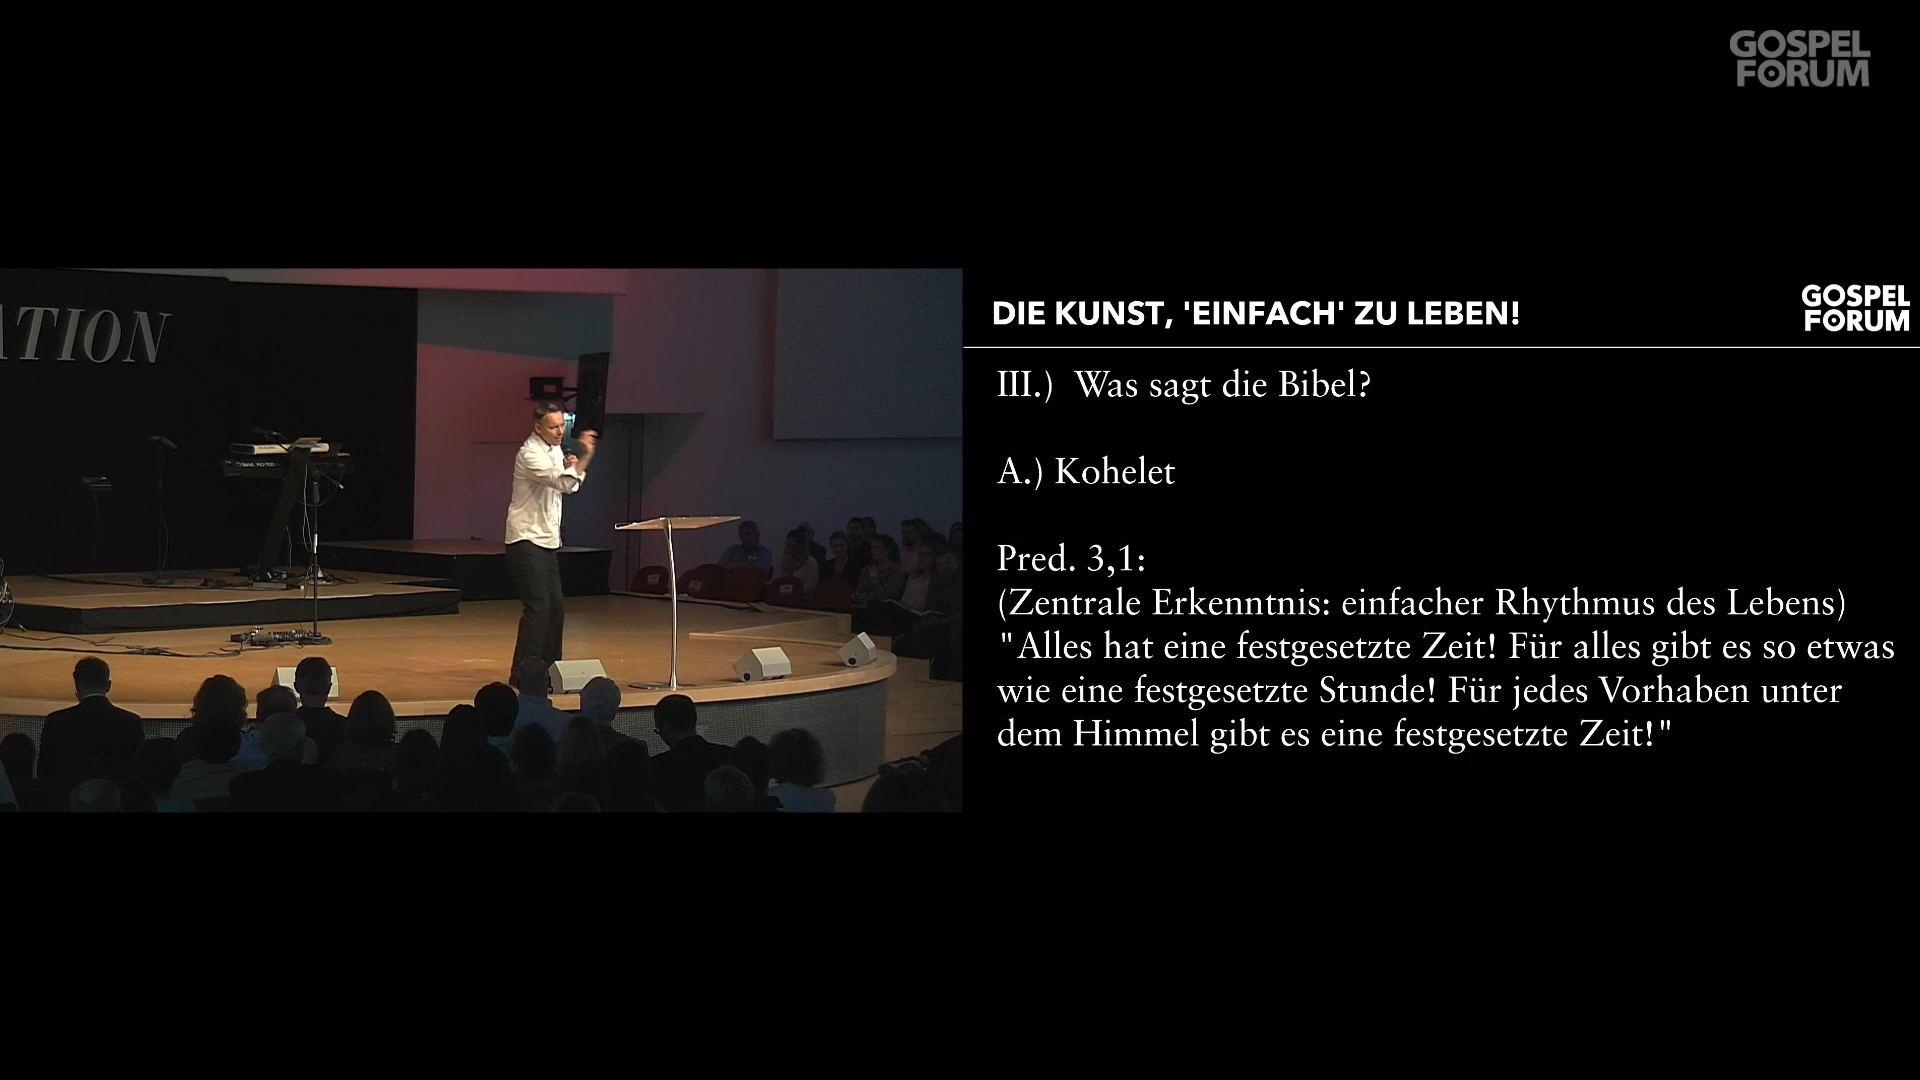 GOSPEL
FORUM
ATION
DIE KUNST, 'EINFACH' ZU LEBEN!
GOSPEL
FORUM
III.) Was sagt die Bibel?
A.) Kohelet
Pred. 3,1:
(Zentrale Erkenntnis: einfacher Rhythmus des Lebens)
"Alles hat eine festgesetzte Zeit! Für alles gibt es so etwas
wie eine festgesetzte Stunde! Für jedes Vorhaben unter
dem Himmel gibt es eine festgesetzte Zeit!"